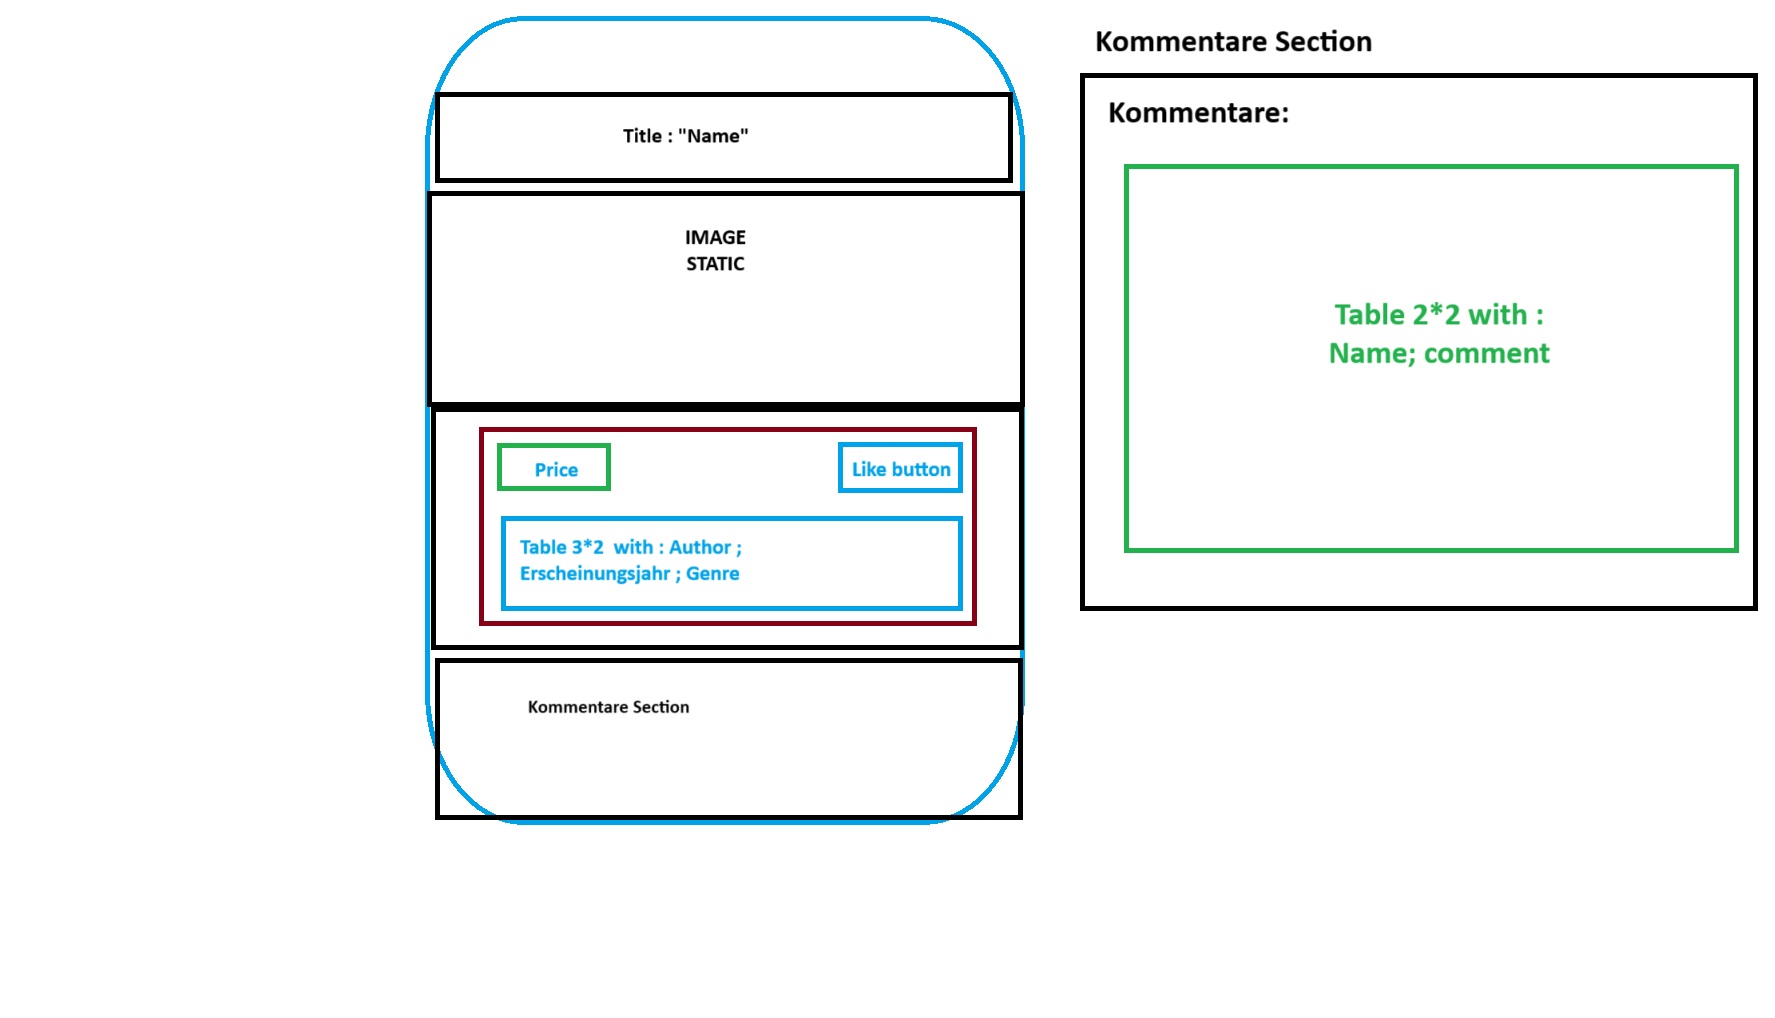 Title : "Name"
IMAGE
STATIC
Price
Like button
Table 3*2  with : Author ;
Erscheinungsjahr ; Genre
Kommentare Section
Kommentare Section
Kommentare:
Table 2*2 with :
Name; comment